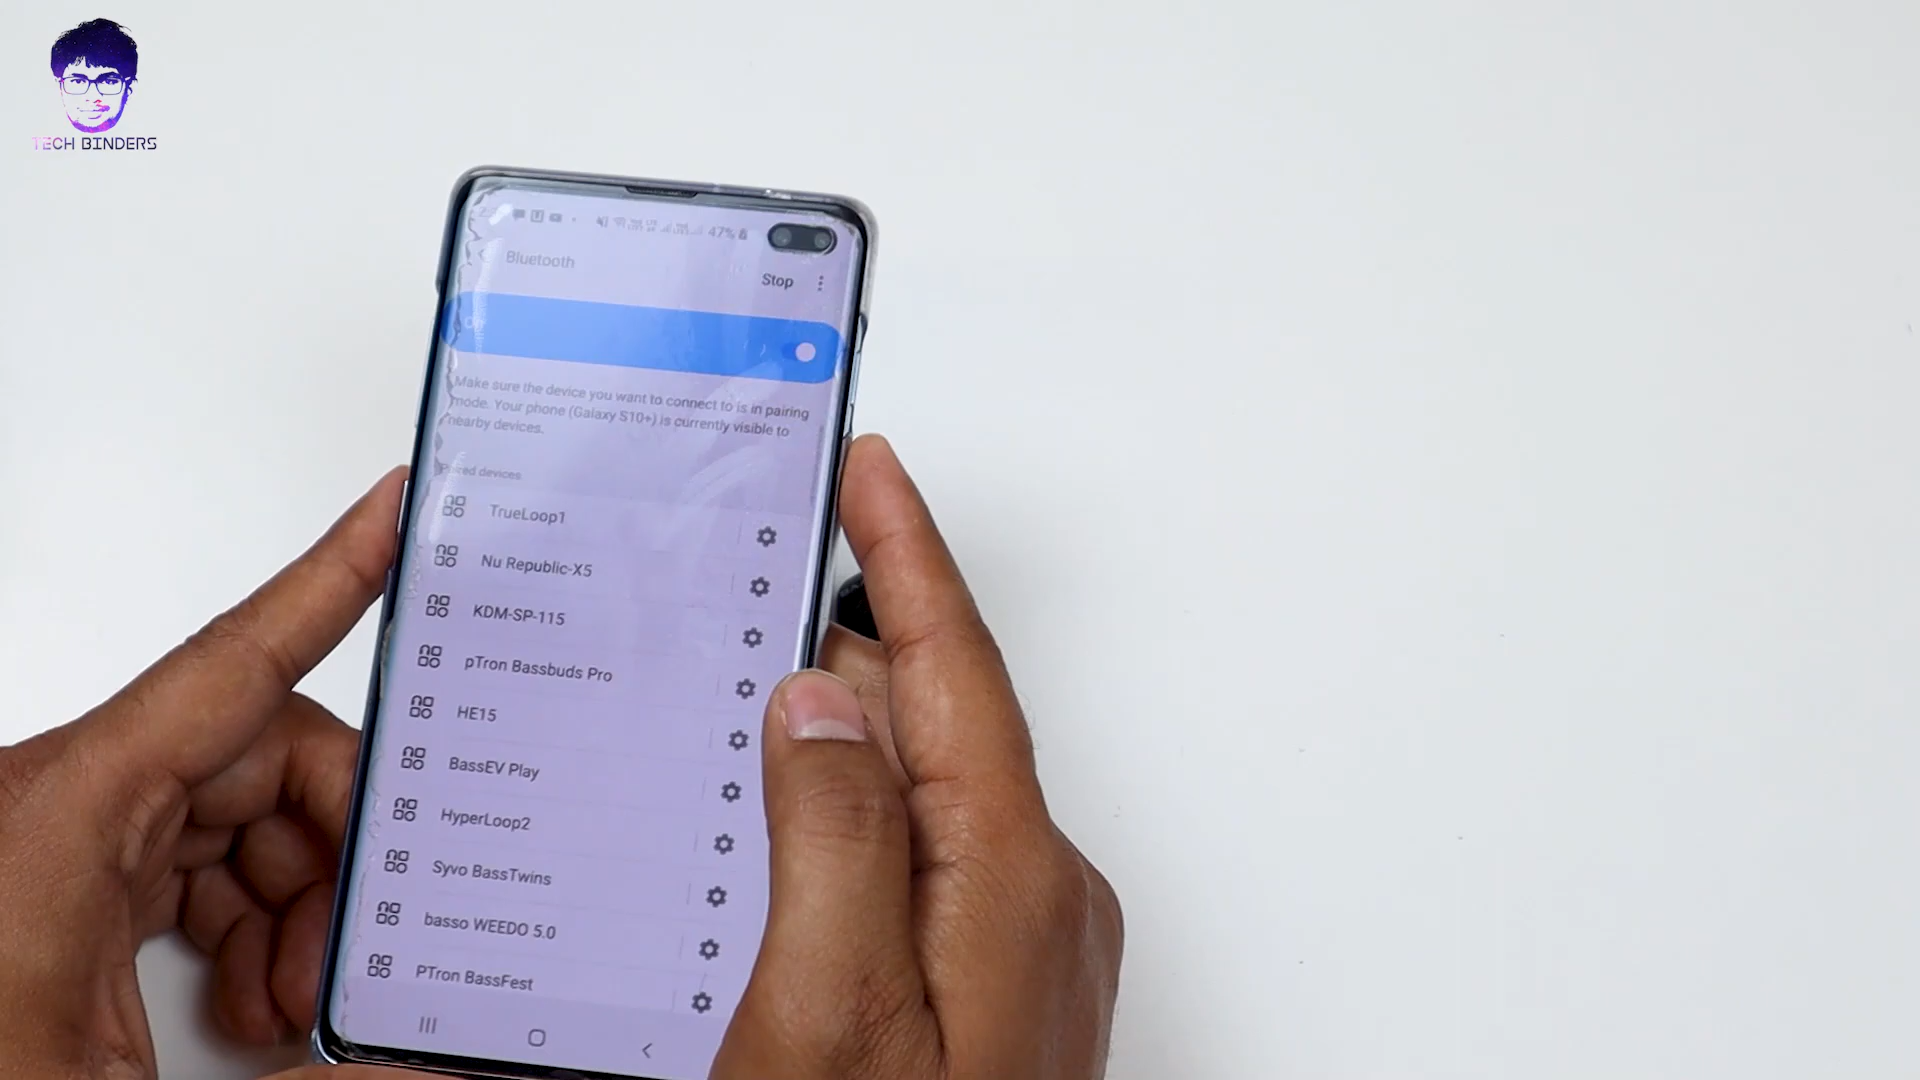 TECH BINDERS
47%
Bluetooth
Stop
Make sure the device you want to connect to is in pairing
mode. Your phone (Galaxy S10+) is currently visible to
nearby devices.
Paired devices
TrueLoop1
Nu Republic-X5
KDM-SP-115
pTron Bassbuds Pro
HE15
BassEV Play
HyperLoop2
Syvo BassTwins
basso WEEDO 5.0
PTron BassFest